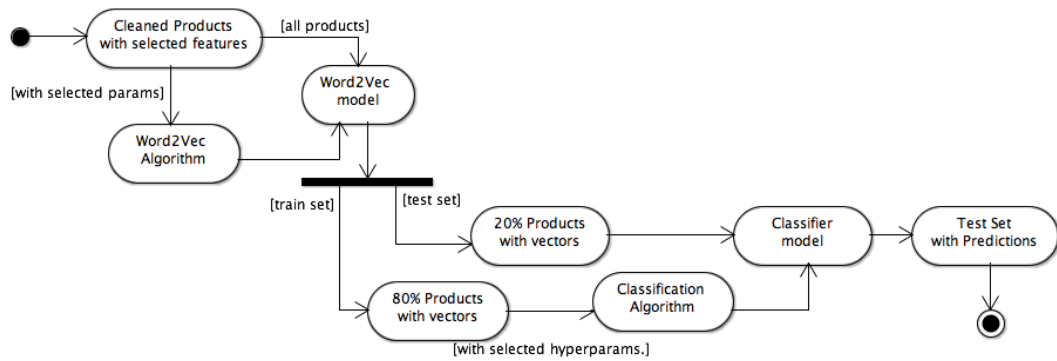 Cleaned Products
with selected features
[all products]
[with selected params]
Word2Vec
model
Word2Vec
Algorithm
[train set]
[test set]
20% Products
with vectors
Classifier
model
Test Set
with Predictions
80% Products
with vectors
Classification
Algorithm
[with selected hyperparams.]